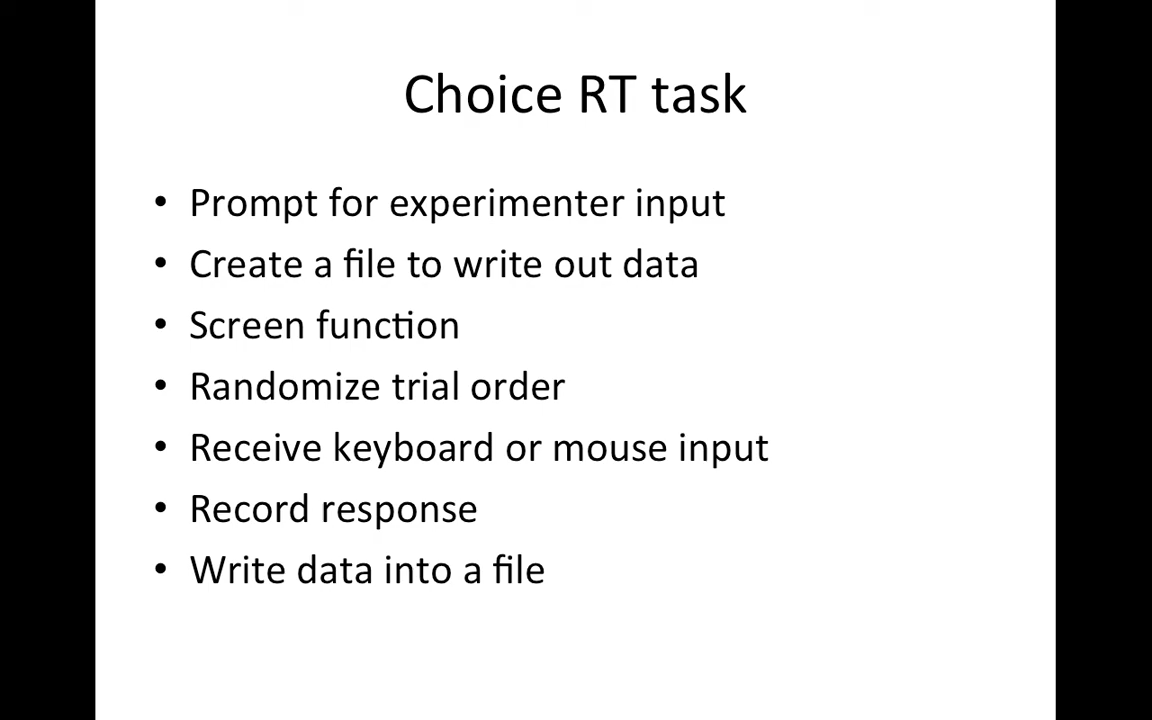 Choice RT task
• Prompt for experimenter input
• Create a file to write out data
• Screen function
• Randomize trial order
• Receive keyboard or mouse input
• Record response
• Write data into a file